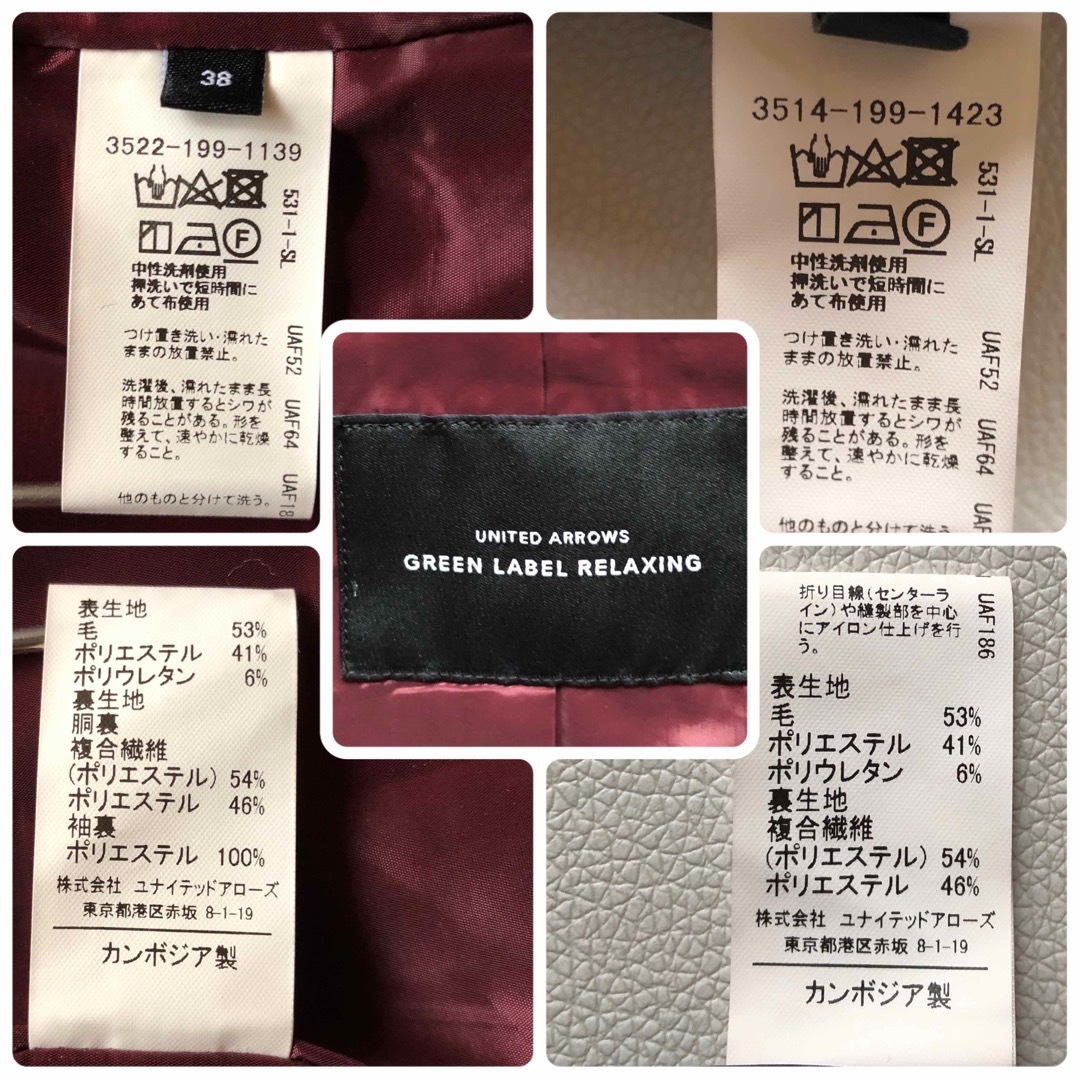 38
3522-199-1139
F
531-1-SL
中性洗剤使用
押洗いで短時間に
あて布使用
つけ置き洗い・濡れた
ままの放置禁止。
洗濯後、濡れたまま長
時間放置するとシワが
残ることがある。形を
整えて、速やかに乾燥
すること。
他のものと分けて洗う。
UAF52 UAF64 UAF18
3514-199-1423
F
531-1-SL
中性洗剤使用
押洗いで短時間に
あて布使用
つけ置き洗い・濡れた
ままの放置禁止。
洗濯後、濡れたまま長
時間放置するとシワが
残ることがある。形を
整えて、速やかに乾燥
すること。
他のものと分けて洗う
UAF52 UAF64 UAF
UNITED ARROWS
GREEN LABEL RELAXING
表生地
毛 53%
ポリエステル 41%
ポリウレタン 6%
裏生地
胴裏
複合繊維
(ポリエステル) 54%
ポリエステル 46%
袖裏
ポリエステル 100%
株式会社 ユナイテッドアローズ
東京都港区赤坂 8-1-19
カンボジア製
折り目線(センターラ
イン)や縫製部を中心
にアイロン仕上げを行
う。
UAF186
表生地
毛 53%
ポリエステル 41%
ポリウレタン 6%
裏生地
複合繊維
(ポリエステル) 54%
ポリエステル 46%
株式会社 ユナイテッドアローズ
東京都港区赤坂 8-1-19
カンボジア製